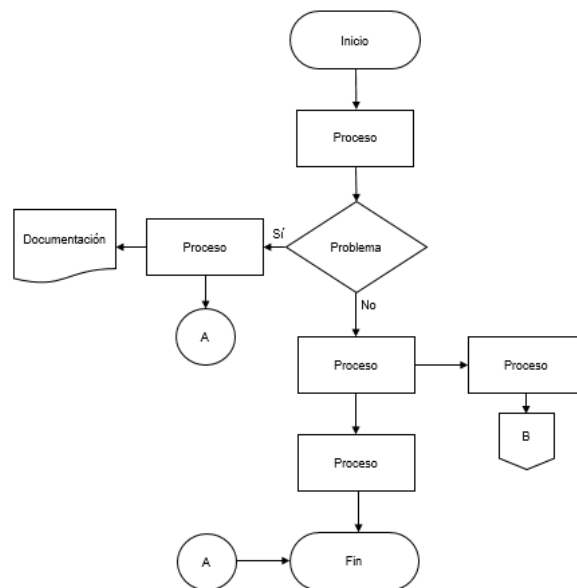 Inicio
Proceso
Documentación
Proceso
Sí
Problema
No
A
Proceso
Proceso
B
Proceso
A
Fin